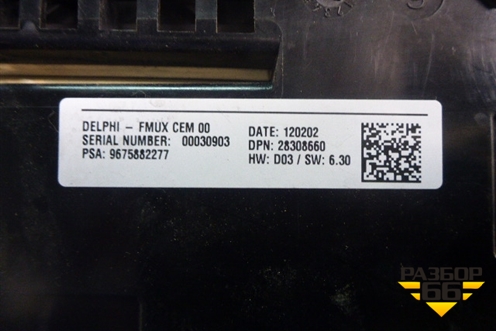 DELPHI - FMUX CEM 00
SERIAL NUMBER: 00030903
PSA: 9675882277
DATE: 120202
DPN: 28308660
HW: D03 / SW: 6.30
РАЗБОР
66